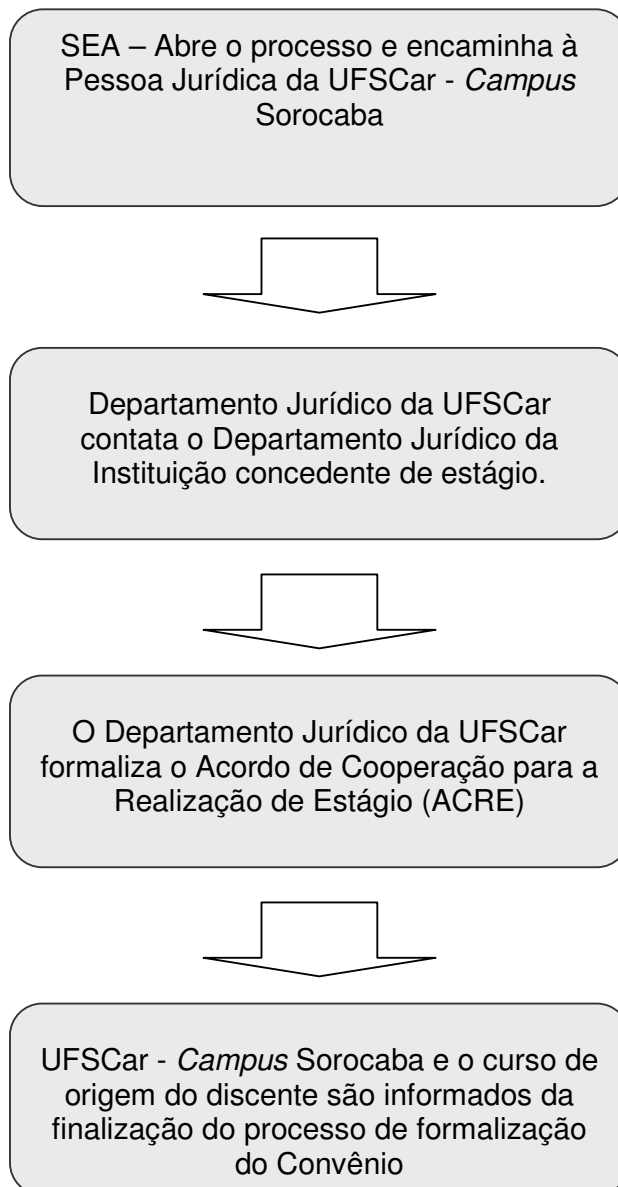 SEA – Abre o processo e encaminha à
Pessoa Jurídica da UFSCar - Campus
Sorocaba
Departamento Jurídico da UFSCar
contata o Departamento Jurídico da
Instituição concedente de estágio.
O Departamento Jurídico da UFSCar
formaliza o Acordo de Cooperação para a
Realização de Estágio (ACRE)
UFSCar - Campus Sorocaba e o curso de
origem do discente são informados da
finalização do processo de formalização
do Convênio